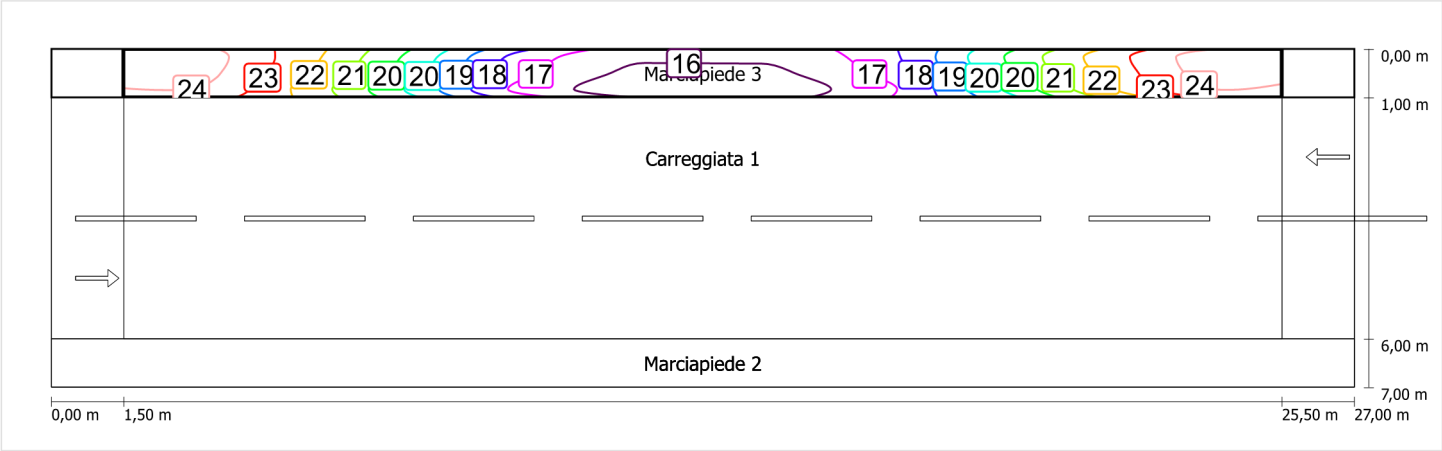 24 23 22 21 20 20 19 18 17 16 17 18 19 20 20 21 22 23 24
Marciapiede 3
0,00 m
1,00 m
Carreggiata 1
6,00 m
Marciapiede 2
7,00 m
0,00 m 1,50 m 25,50 m 27,00 m